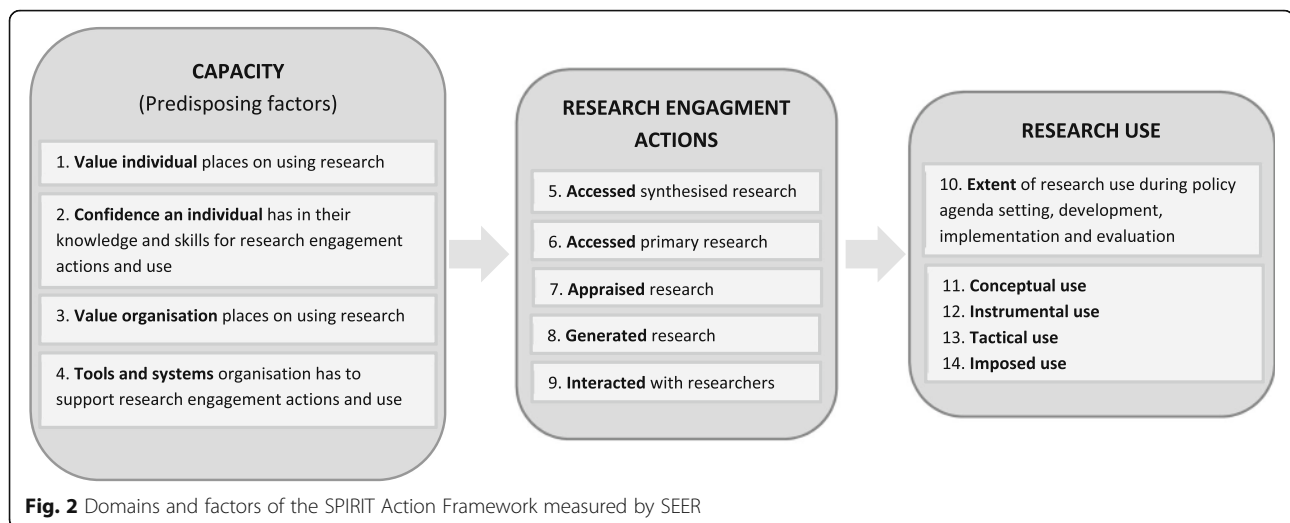 CAPACITY
(Predisposing factors)
1. Value individual places on using research
2. Confidence an individual has in their
knowledge and skills for research engagement
actions and use
3. Value organisation places on using research
4. Tools and systems organisation has to
support research engagement actions and use
RESEARCH ENGAGMENT
ACTIONS
5. Accessed synthesised research
6. Accessed primary research
7. Appraised research
8. Generated research
9. Interacted with researchers
RESEARCH USE
10. Extent of research use during policy
agenda setting, development,
implementation and evaluation
11. Conceptual use
12. Instrumental use
13. Tactical use
14. Imposed use
Fig. 2 Domains and factors of the SPIRIT Action Framework measured by SEER